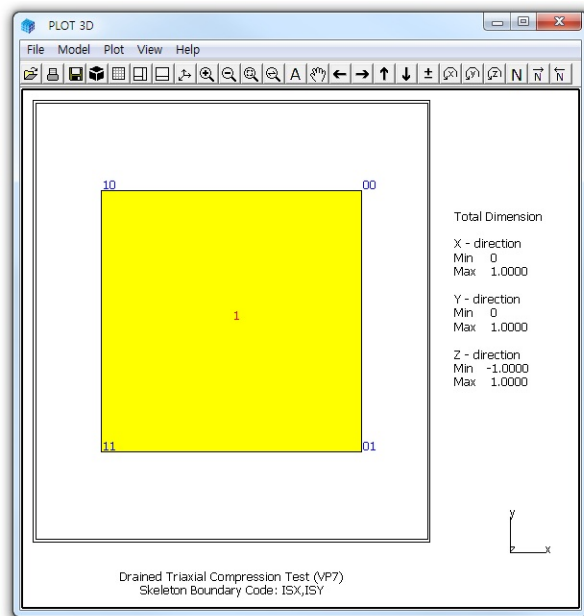 PLOT 3D
File Model Plot View Help
A ± X Y Z N N N
10 00
1
11 01
Total Dimension
X - direction
Min 0
Max 1.0000
Y - direction
Min 0
Max 1.0000
Z - direction
Min -1.0000
Max 1.0000
y
z x
Drained Triaxial Compression Test (VP7)
Skeleton Boundary Code: ISX,ISY